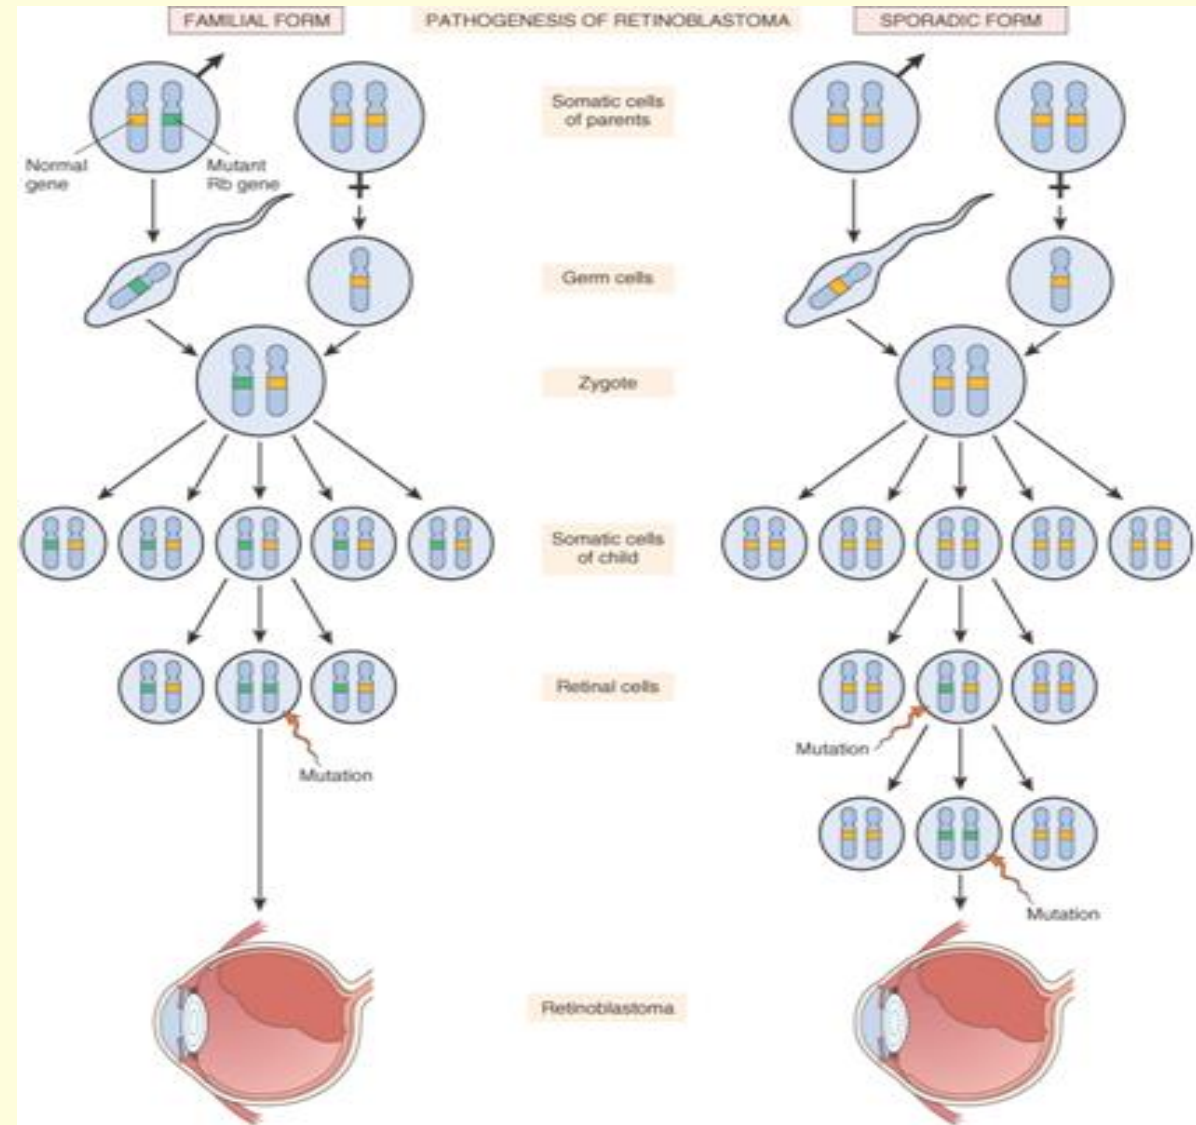 FAMILIAL FORM
PATHOGENESIS OF RETINOBLASTOMA
SPORADIC FORM
Somatic cells
of parents
Normal
gene
Mutant
Rb gene
Germ cells
Zygote
Somatic cells
of child
Retinal cells
Mutation
Mutation
Mutation
Retinoblastoma